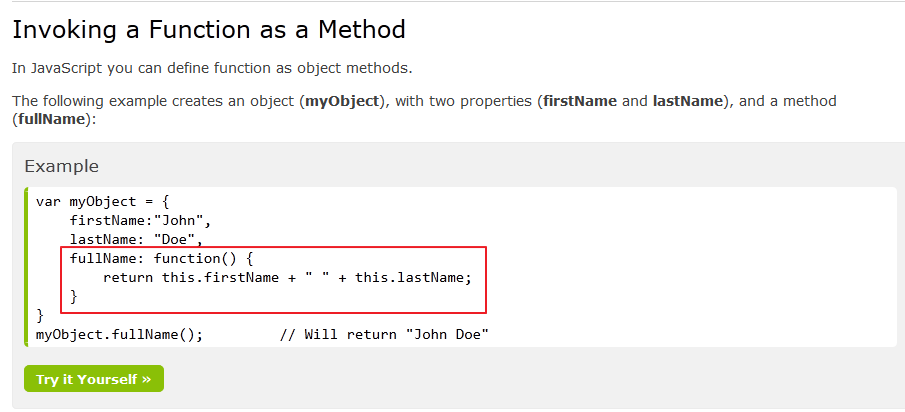 Invoking a Function as a Method
In JavaScript you can define function as object methods.
The following example creates an object (myObject), with two properties (firstName and lastName), and a method
(fullName):
Example
var myObject = {
    firstName:"John",
    lastName: "Doe",
    fullName: function() {
        return this.firstName + " " + this.lastName;
    }
}
myObject.fullName();         // Will return "John Doe"
Try it Yourself »